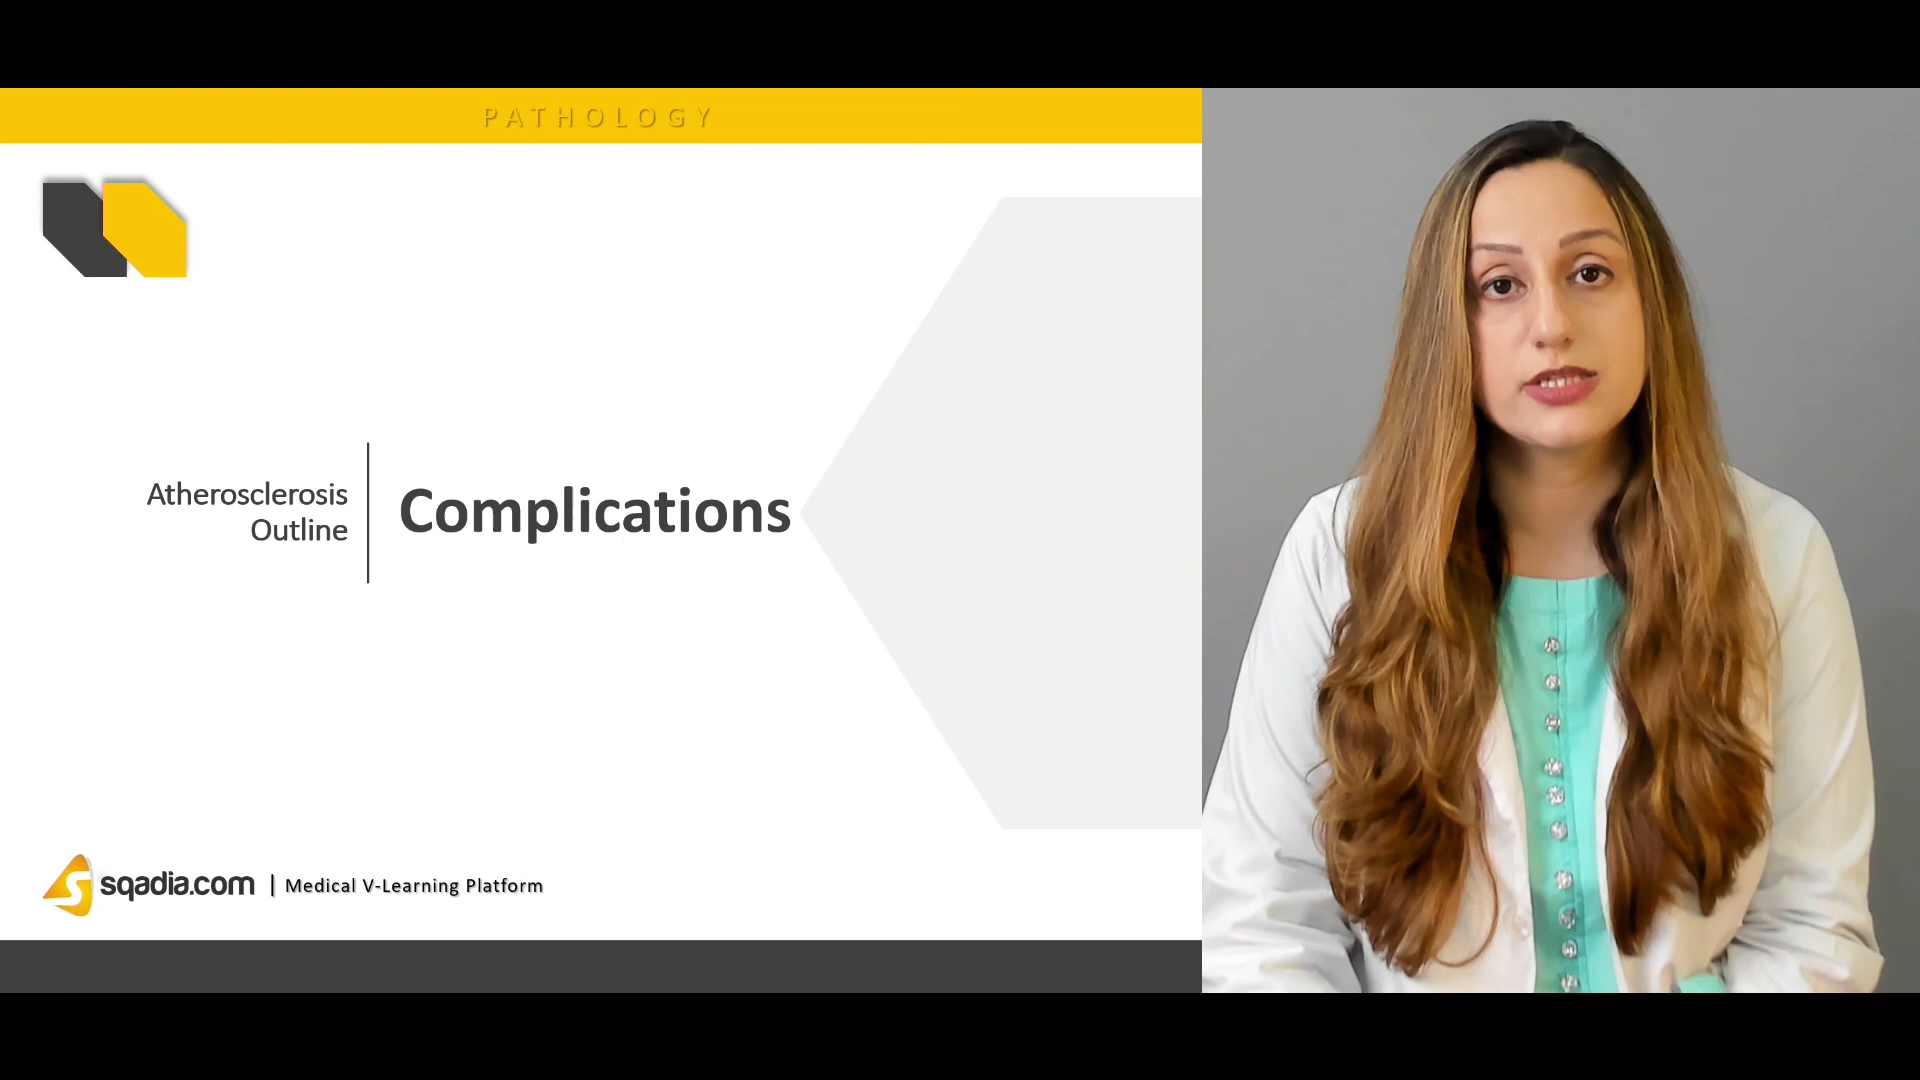 PATHOLOGY
Atherosclerosis
Outline
Complications
sqadia.com | Medical V-Learning Platform